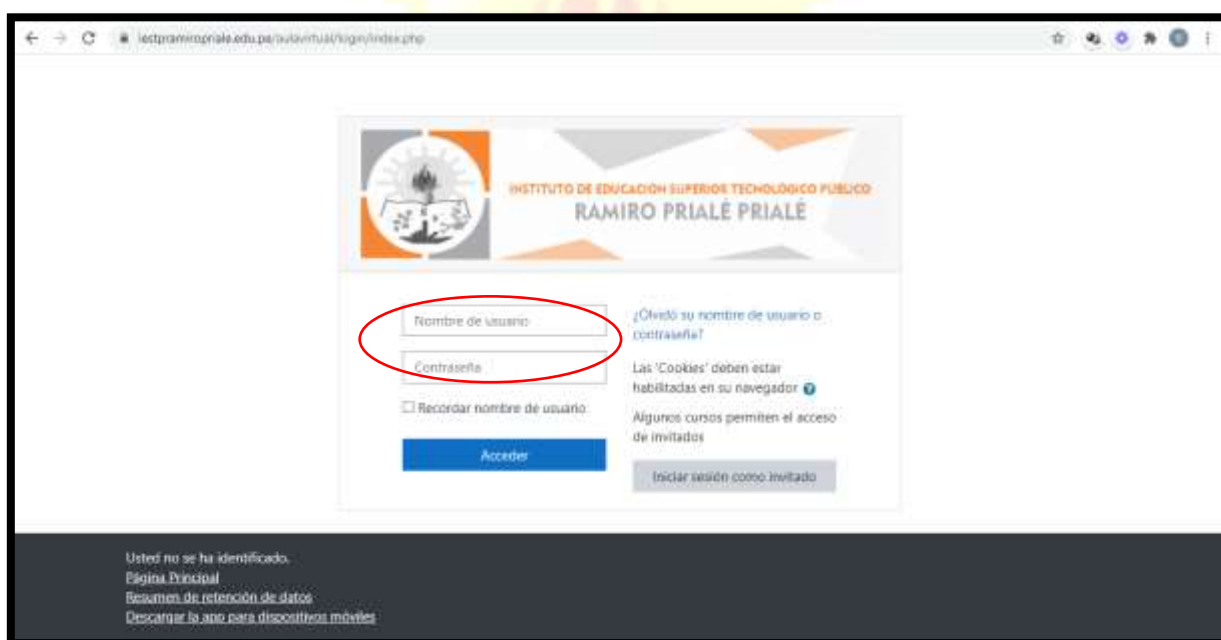 iestpramiropriale.edu.pe/aulavirtual/login/index.php
INSTITUTO DE EDUCACIÓN SUPERIOR TECNOLÓGICO PÚBLICO
RAMIRO PRIALÉ PRIALÉ
Nombre de usuario
Contraseña
Recordar nombre de usuario
Acceder
¿Olvidó su nombre de usuario o
contraseña?
Las 'Cookies' deben estar
habilitadas en su navegador
Algunos cursos permiten el acceso
de invitados
Iniciar sesión como invitado
Usted no se ha identificado.
Página Principal
Resumen de retención de datos
Descargar la app para dispositivos móviles